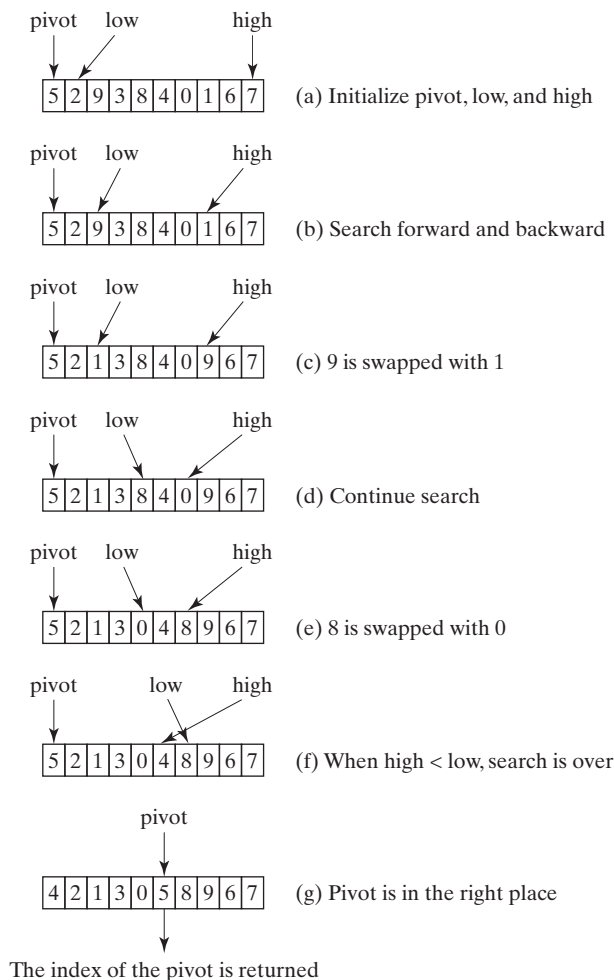 pivot low high
5 2 9 3 8 4 0 1 6 7 (a) Initialize pivot, low, and high
pivot low high
5 2 9 3 8 4 0 1 6 7 (b) Search forward and backward
pivot low high
5 2 1 3 8 4 0 9 6 7 (c) 9 is swapped with 1
pivot low high
5 2 1 3 8 4 0 9 6 7 (d) Continue search
pivot low high
5 2 1 3 0 4 8 9 6 7 (e) 8 is swapped with 0
pivot low high
5 2 1 3 0 4 8 9 6 7 (f) When high < low, search is over
pivot
4 2 1 3 0 5 8 9 6 7 (g) Pivot is in the right place
The index of the pivot is returned